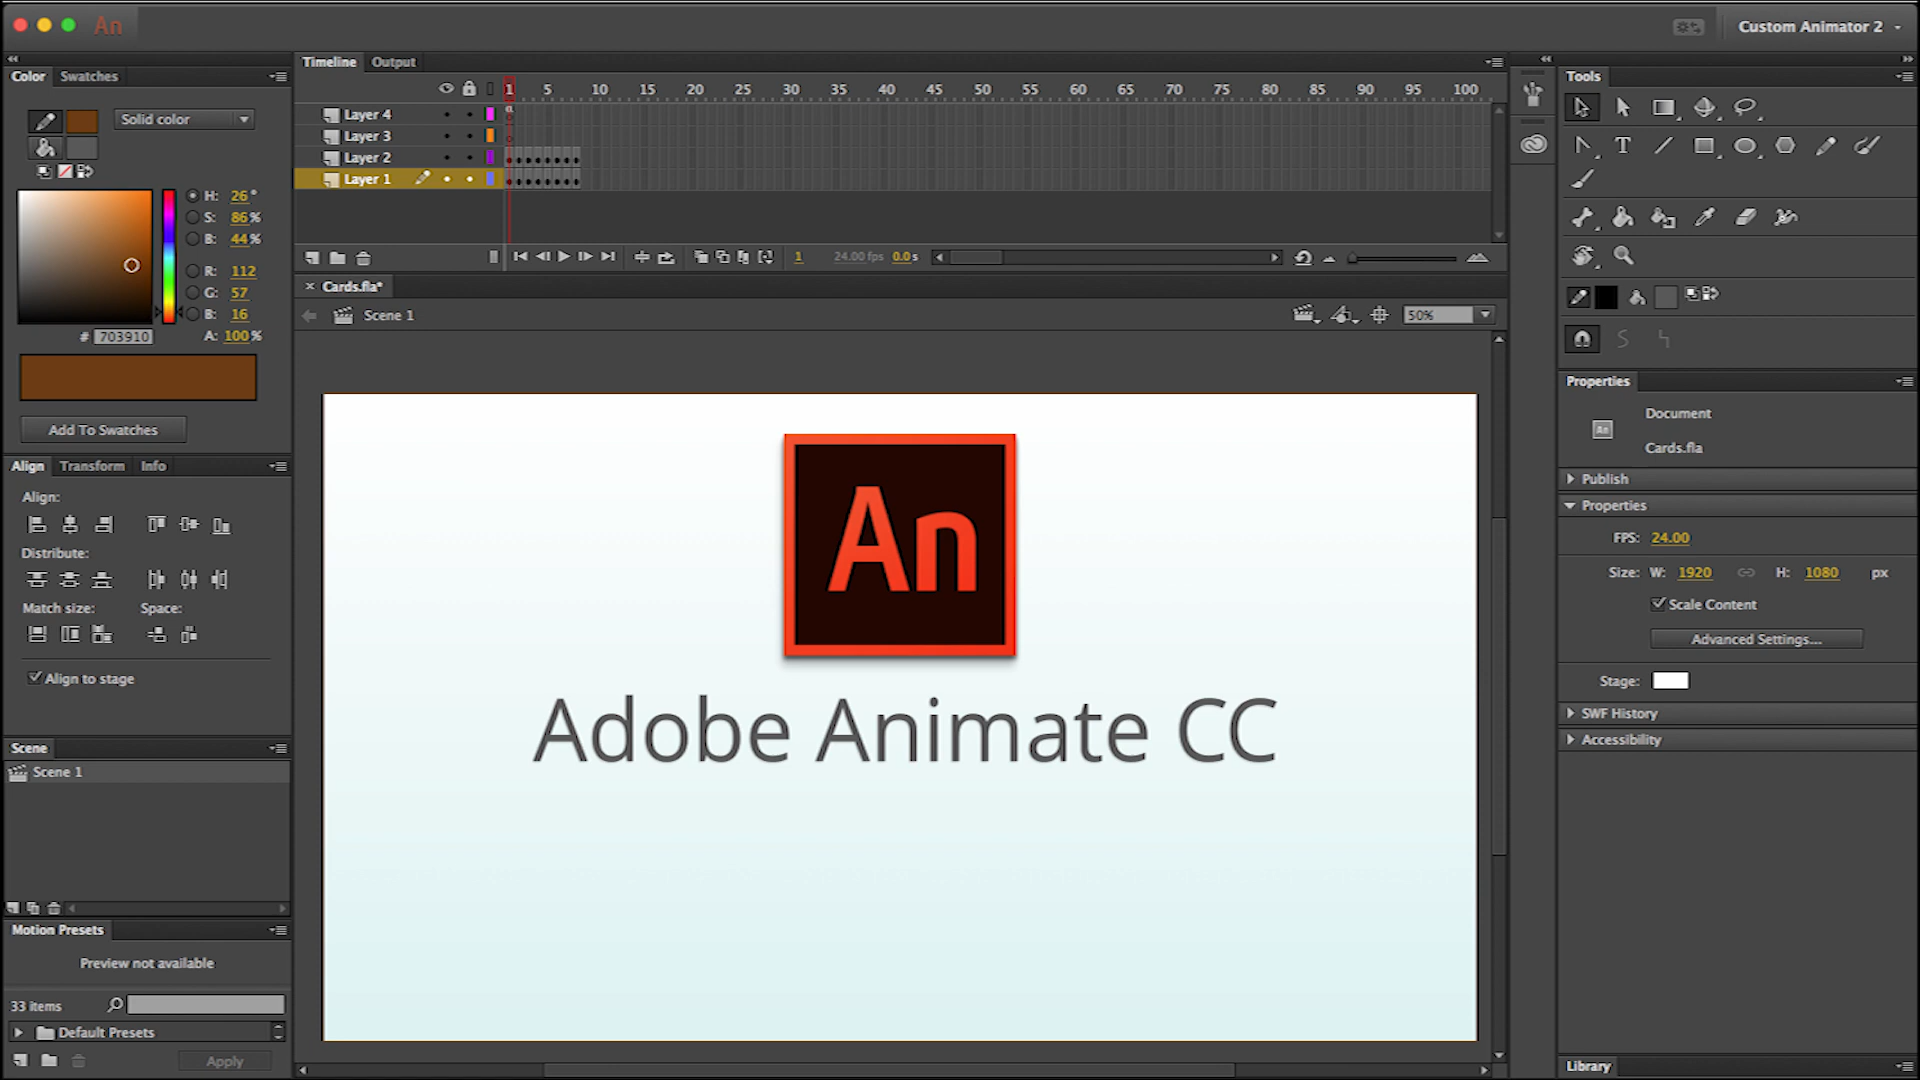 An
Custom Animator 2
Color Swatches
Solid color
H: 26 °
S: 86 %
B: 44 %
R: 112
G: 57
B: 16
# 703910 A: 100 %
Add To Swatches
Align Transform Info
Align:
Distribute:
Match size: Space:
Align to stage
Scene
Scene 1
Motion Presets
Preview not available
33 items
Default Presets
Apply
Timeline Output
1 5 10 15 20 25 30 35 40 45 50 55 60 65 70 75 80 85 90 95 100
Layer 4
Layer 3
Layer 2
Layer 1
1 24.00 fps 0.0 s
Cards.fla*
Scene 1
50%
An
Adobe Animate CC
Tools
Properties
An
Document
Cards.fla
Publish
Properties
FPS: 24.00
Size: W: 1920 H: 1080 px
Scale Content
Advanced Settings...
Stage:
SWF History
Accessibility
Library